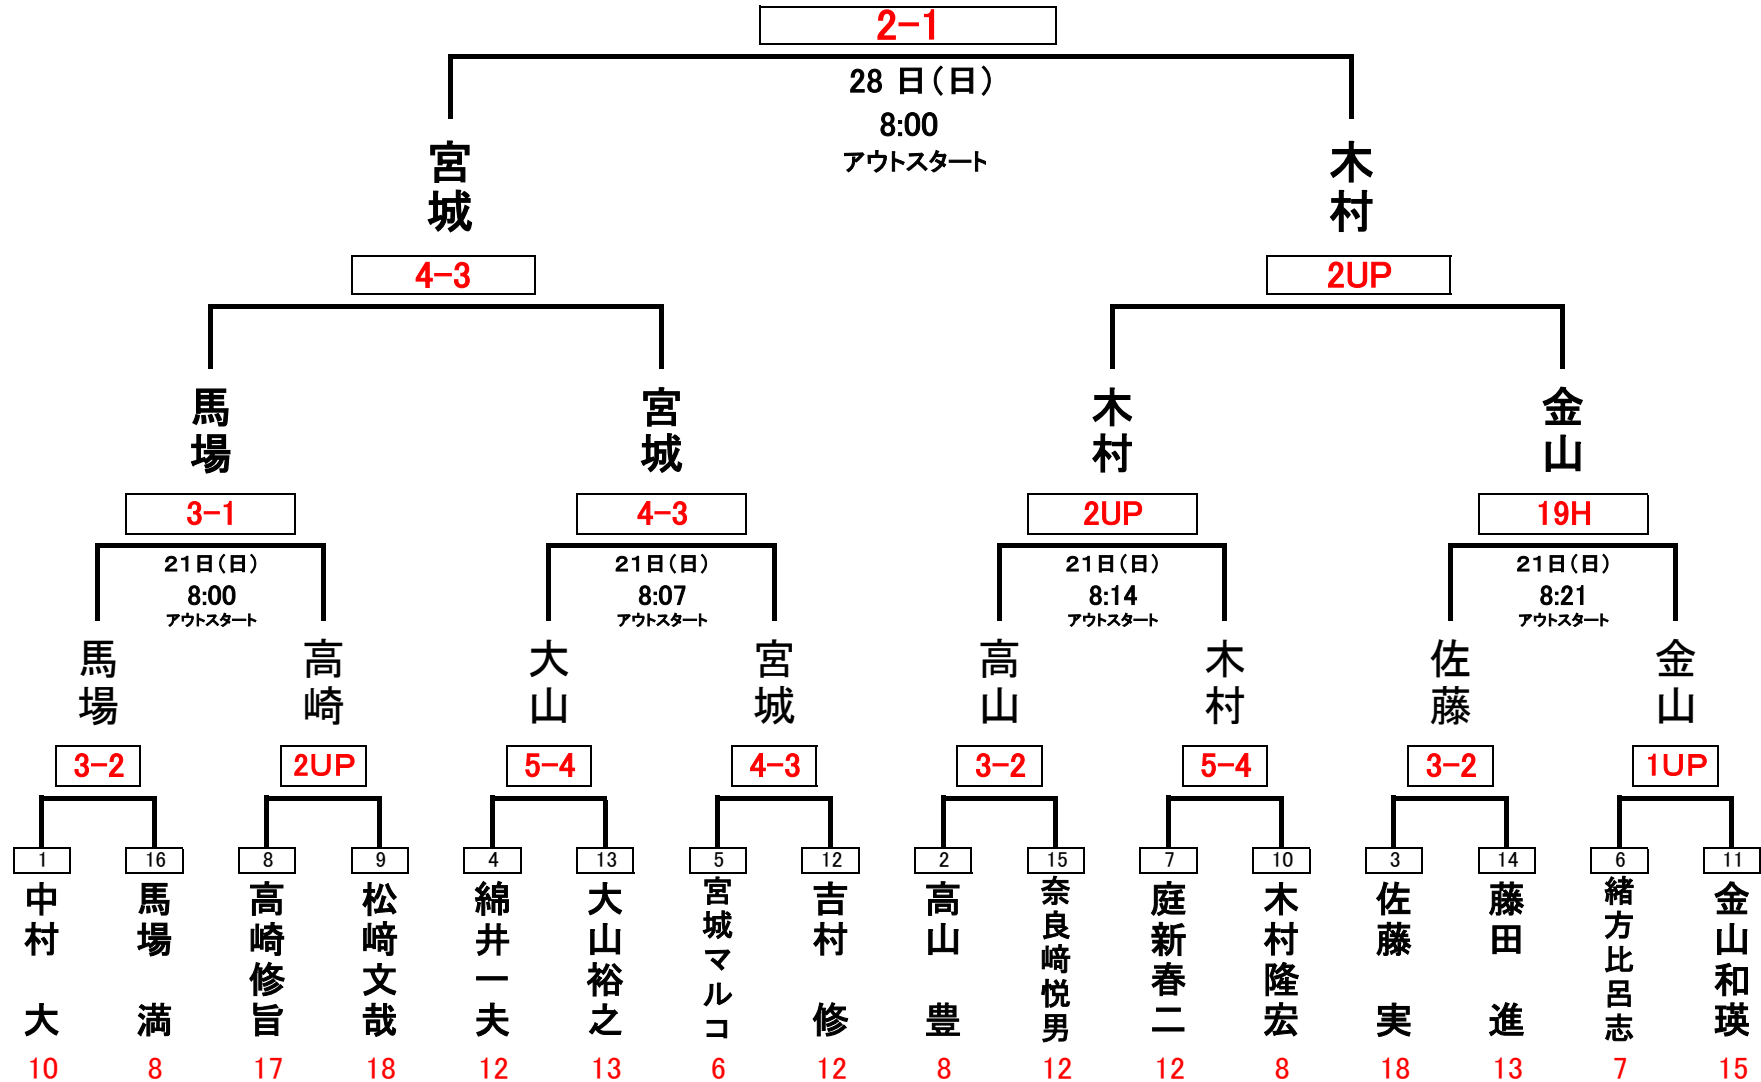 2-1
28 日(日)
8:00
アウトスタート
宮城
木村
4-3
2UP
馬場
宮城
木村
金山
3-1
4-3
2UP
19H
21日(日)
8:00
アウトスタート
21日(日)
8:07
アウトスタート
21日(日)
8:14
アウトスタート
21日(日)
8:21
アウトスタート
馬場
高崎
大山
宮城
高山
木村
佐藤
金山
3-2
2UP
5-4
4-3
3-2
5-4
3-2
1UP
1
16
8
9
4
13
5
12
2
15
7
10
3
14
6
11
中村 大
馬場 満
高崎修旨
松﨑文哉
綿井一夫
大山裕之
宮城マルコ
吉村 修
高山 豊
奈良﨑悦男
庭新春二
木村隆宏
佐藤 実
藤田 進
緒方比呂志
金山和瑛
10
8
17
18
12
13
6
12
8
12
12
8
18
13
7
15